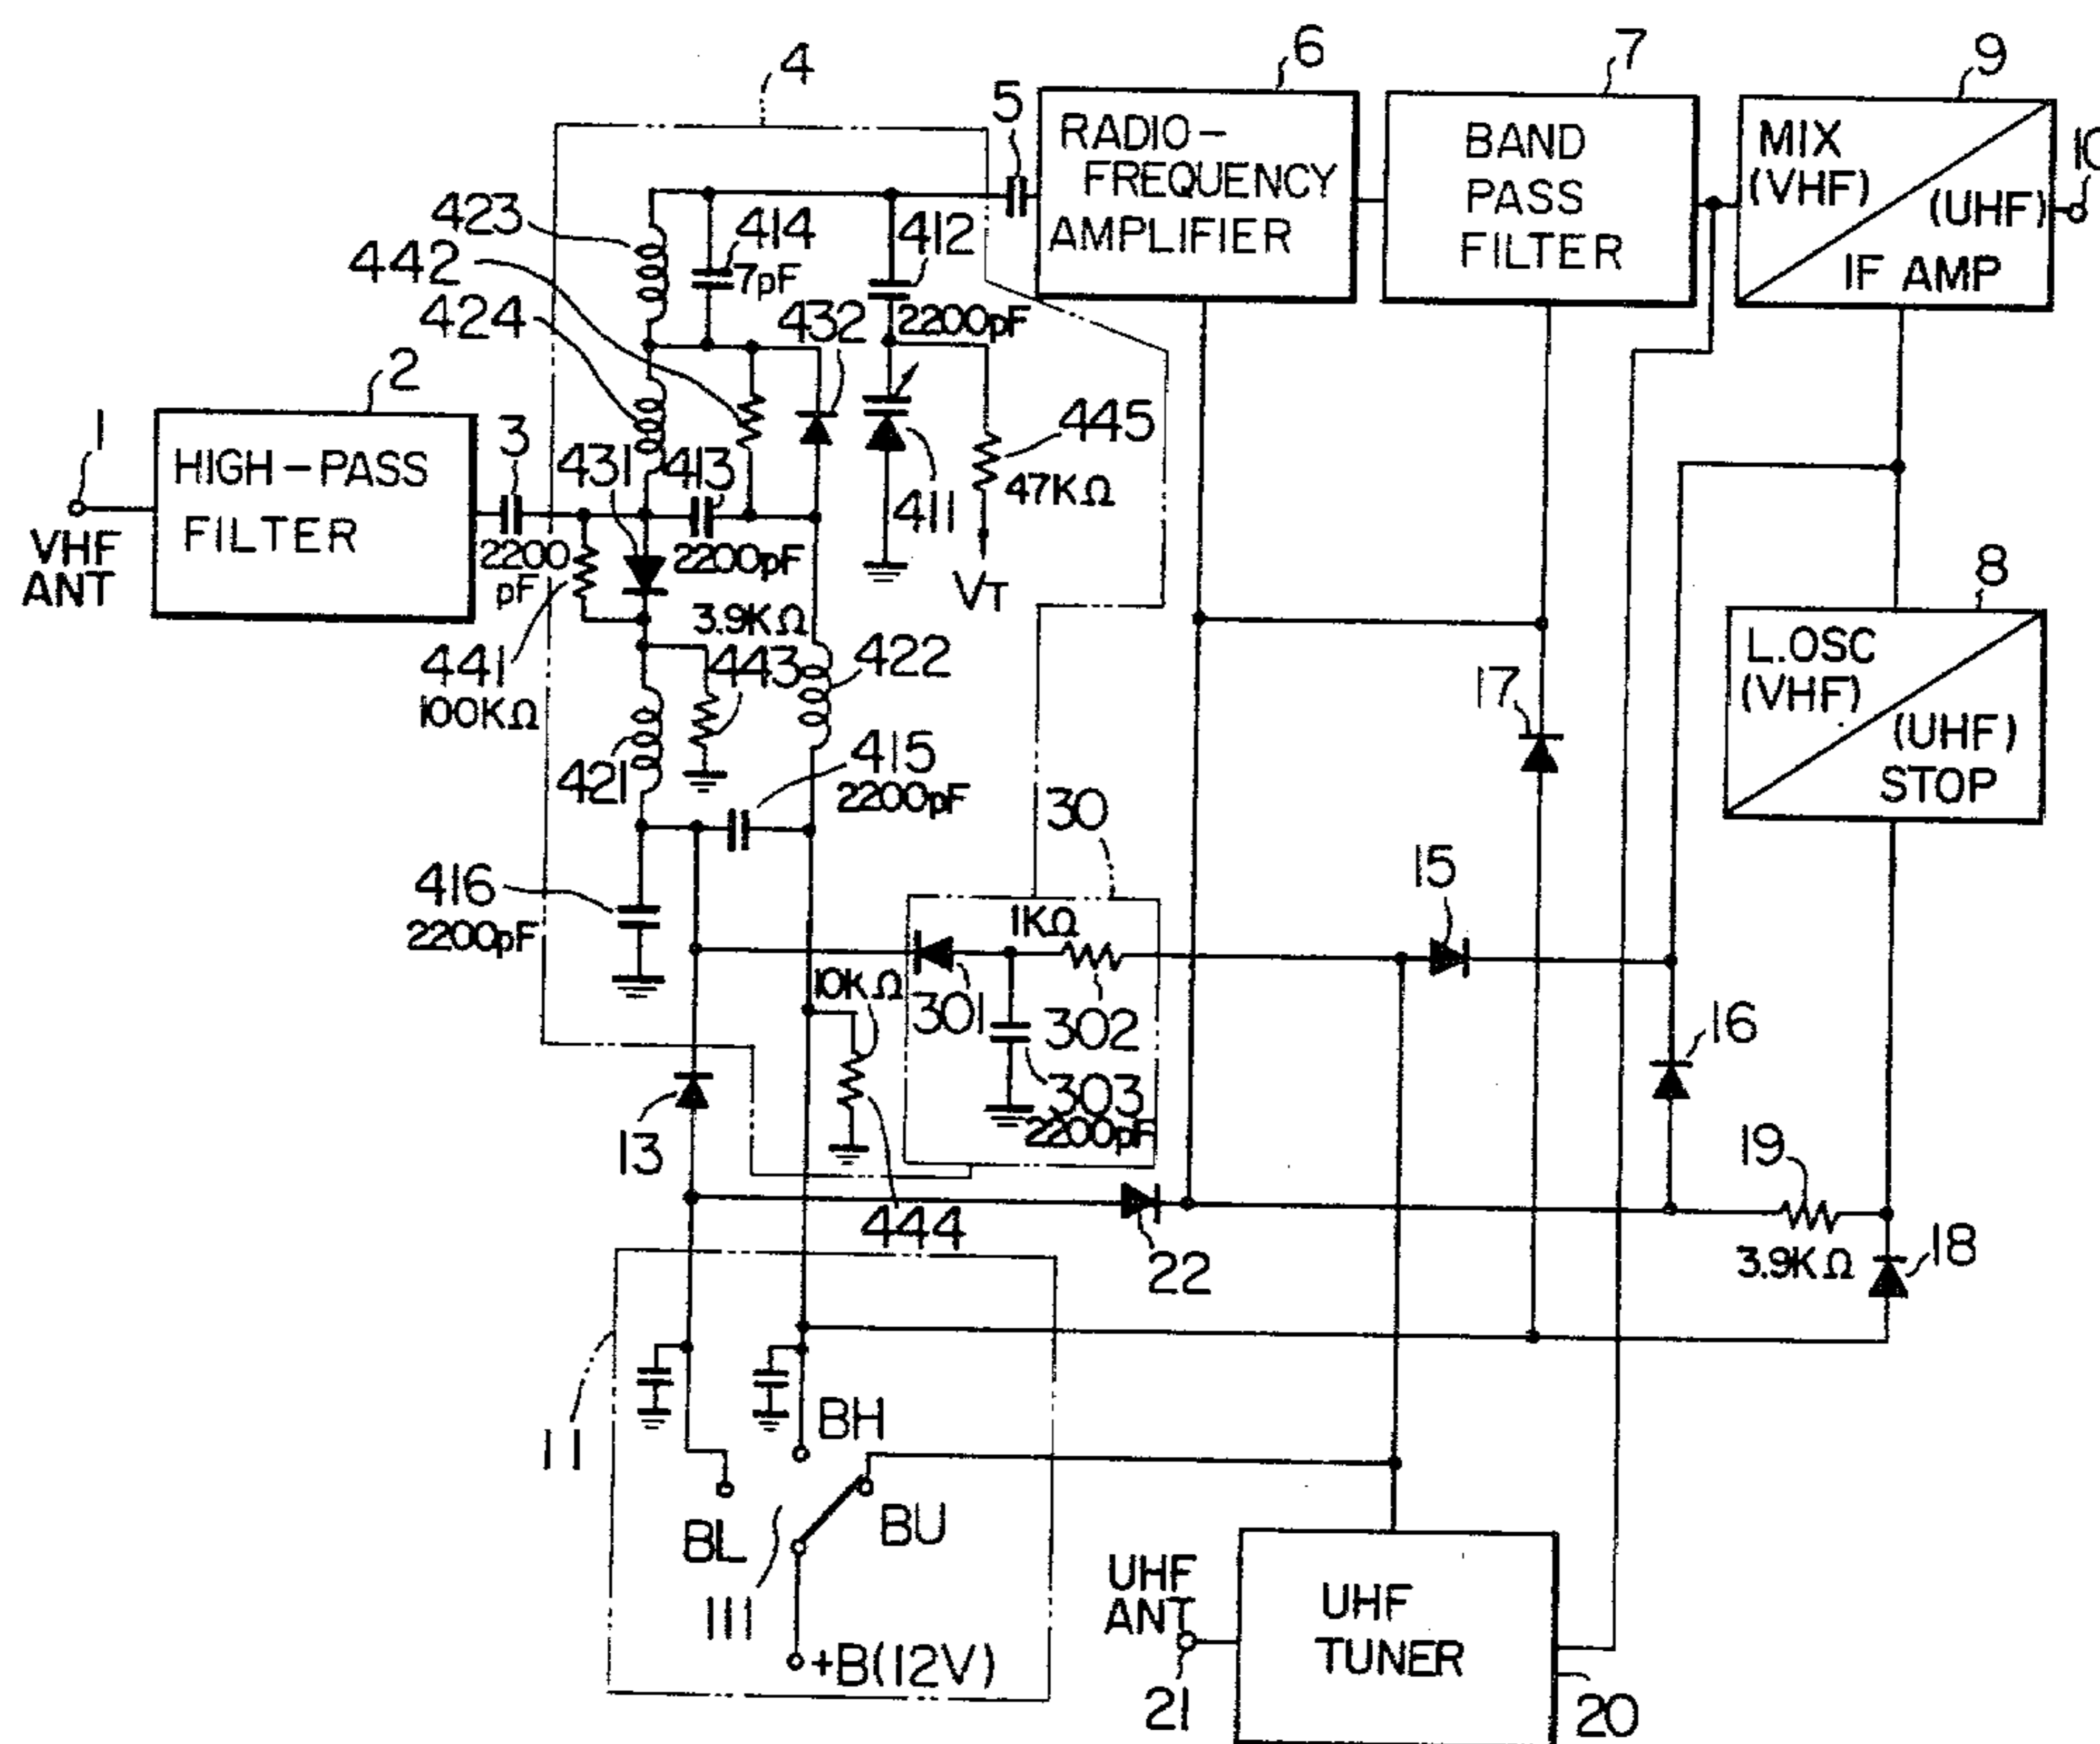 4
5
6
7
9
RADIO-
FREQUENCY
AMPLIFIER
BAND
PASS
FILTER
MIX
(VHF)
(UHF)
IF AMP
10
423
442
424
414
7pF
412
2200pF
432
2
1
HIGH-PASS
FILTER
VHF
ANT
3
2200
pF
431
413
2200pF
411
445
47KΩ
VT
441
100KΩ
3.9KΩ
443
422
421
415
2200pF
416
2200pF
17
8
L.OSC
(VHF)
(UHF)
STOP
30
1KΩ
10KΩ
301
302
303
2200pF
15
16
13
444
22
19
3.9KΩ
18
11
BH
BL
BU
111
+B(12V)
UHF
ANT
21
UHF
TUNER
20